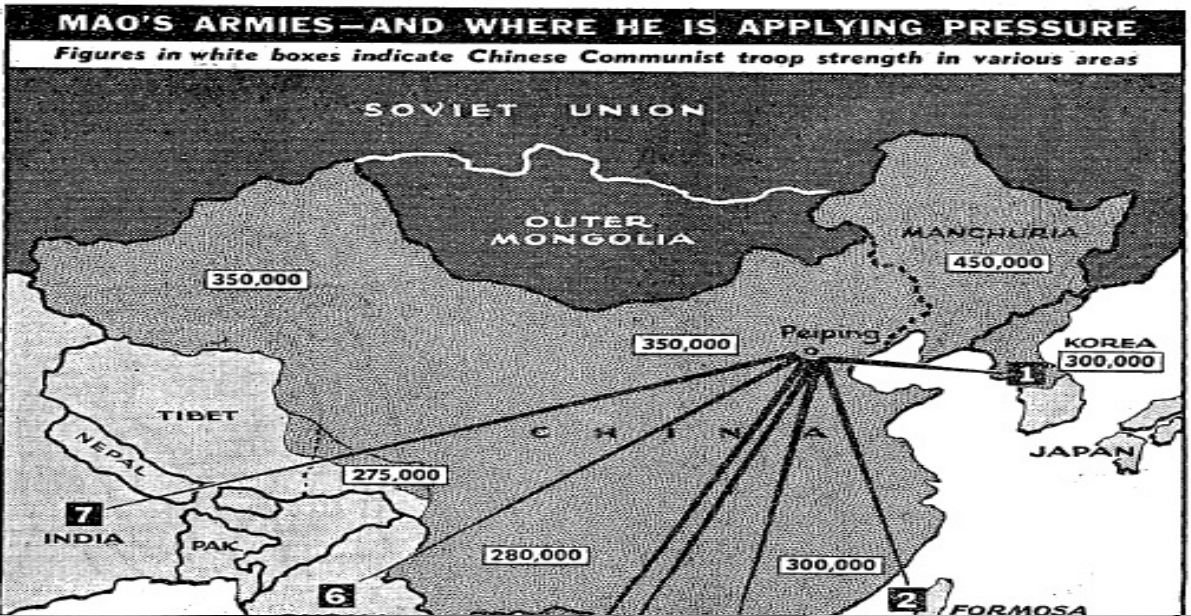 MAO'S ARMIES—AND WHERE HE IS APPLYING PRESSURE
Figures in white boxes indicate Chinese Communist troop strength in various areas
SOVIET UNION
OUTER
MONGOLIA
MANCHURIA
450,000
350,000
Peiping
350,000
KOREA
300,000
1
TIBET
NEPAL
CHINA
JAPAN
275,000
7
INDIA
PAK.
280,000
300,000
6
2
FORMOSA